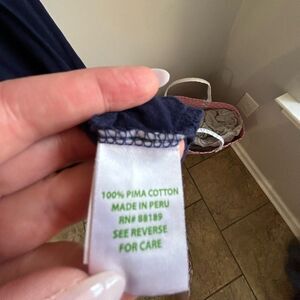 100% PIMA COTTON
MADE IN PERU
RN# 88189
SEE REVERSE
FOR CARE